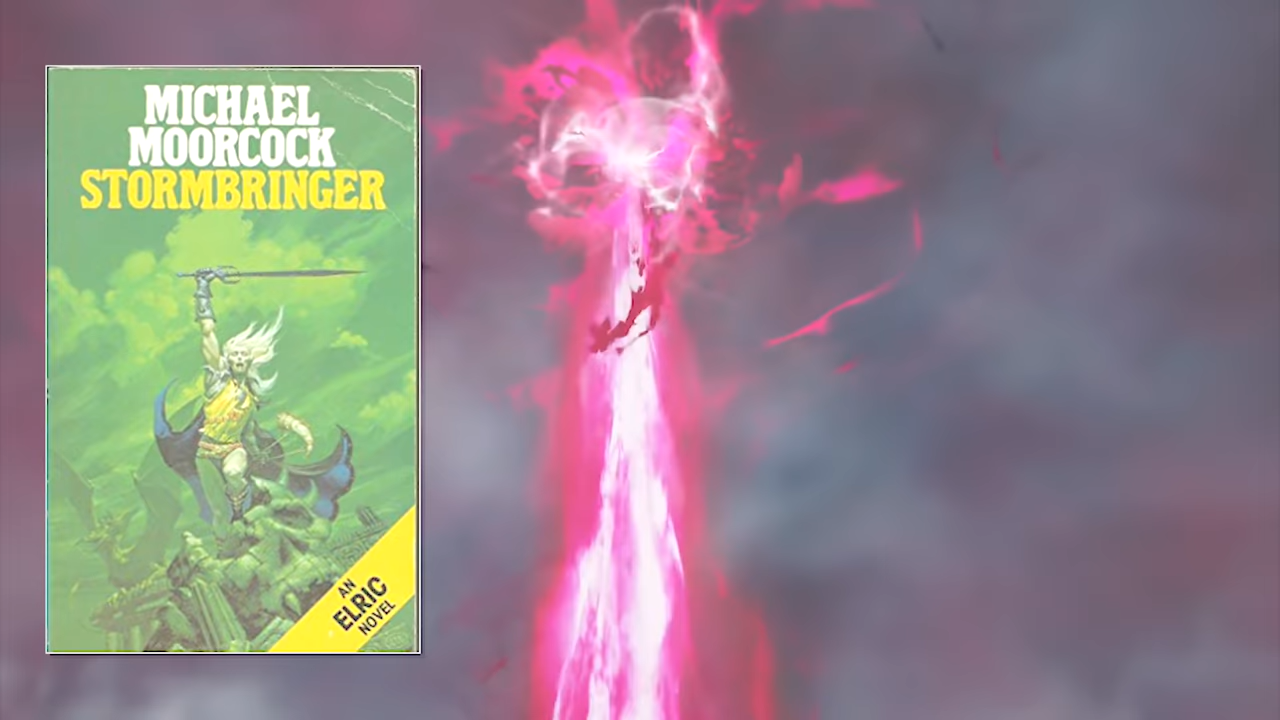 MICHAEL
MOORCOCK
STORMBRINGER
AN
ELRIC
NOVEL